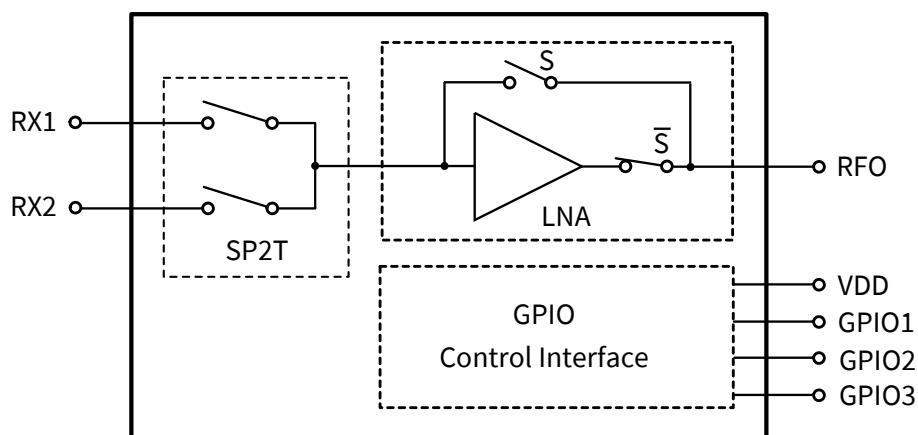 RX1
RX2
SP2T
S
S̅
LNA
RFO
GPIO
Control Interface
VDD
GPIO1
GPIO2
GPIO3